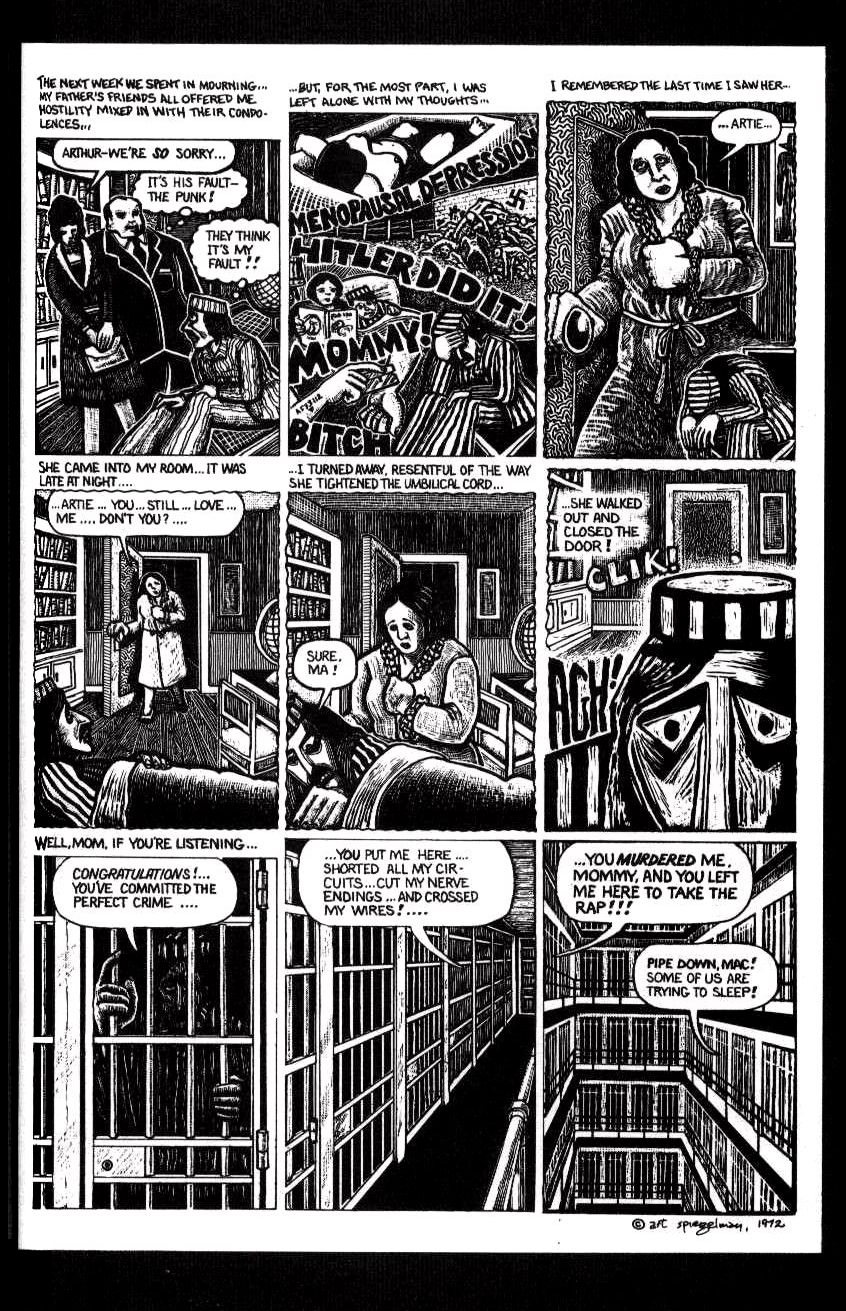 THE NEXT WEEK WE SPENT IN MOURNING...
MY FATHER'S FRIENDS ALL OFFERED ME
HOSTILITY MIXED IN WITH THEIR CONDO-
LENCES...
ARTHUR-WE'RE SO SORRY...
IT'S HIS FAULT-
THE PUNK!
THEY THINK
IT'S MY
FAULT!!
...BUT, FOR THE MOST PART, I WAS
LEFT ALONE WITH MY THOUGHTS...
MENOPAUSAL DEPRESSION
HITLER DID IT!
MOMMY!
BITCH
I REMEMBERED THE LAST TIME I SAW HER...
...ARTIE...
SHE CAME INTO MY ROOM... IT WAS
LATE AT NIGHT....
...ARTIE... YOU... STILL... LOVE...
ME.... DON'T YOU?....
...I TURNED AWAY, RESENTFUL OF THE WAY
SHE TIGHTENED THE UMBILICAL CORD...
SURE,
MA!
...SHE WALKED
OUT AND
CLOSED THE
DOOR!
CLIK!
AGH!
WELL, MOM, IF YOU'RE LISTENING...
CONGRATULATIONS!...
YOU'VE COMMITTED THE
PERFECT CRIME....
...YOU PUT ME HERE....
SHORTED ALL MY CIR-
CUITS...CUT MY NERVE
ENDINGS...AND CROSSED
MY WIRES!....
...YOU MURDERED ME,
MOMMY, AND YOU LEFT
ME HERE TO TAKE THE
RAP!!!
PIPE DOWN, MAC!
SOME OF US ARE
TRYING TO SLEEP!
© art spiegelman, 1972